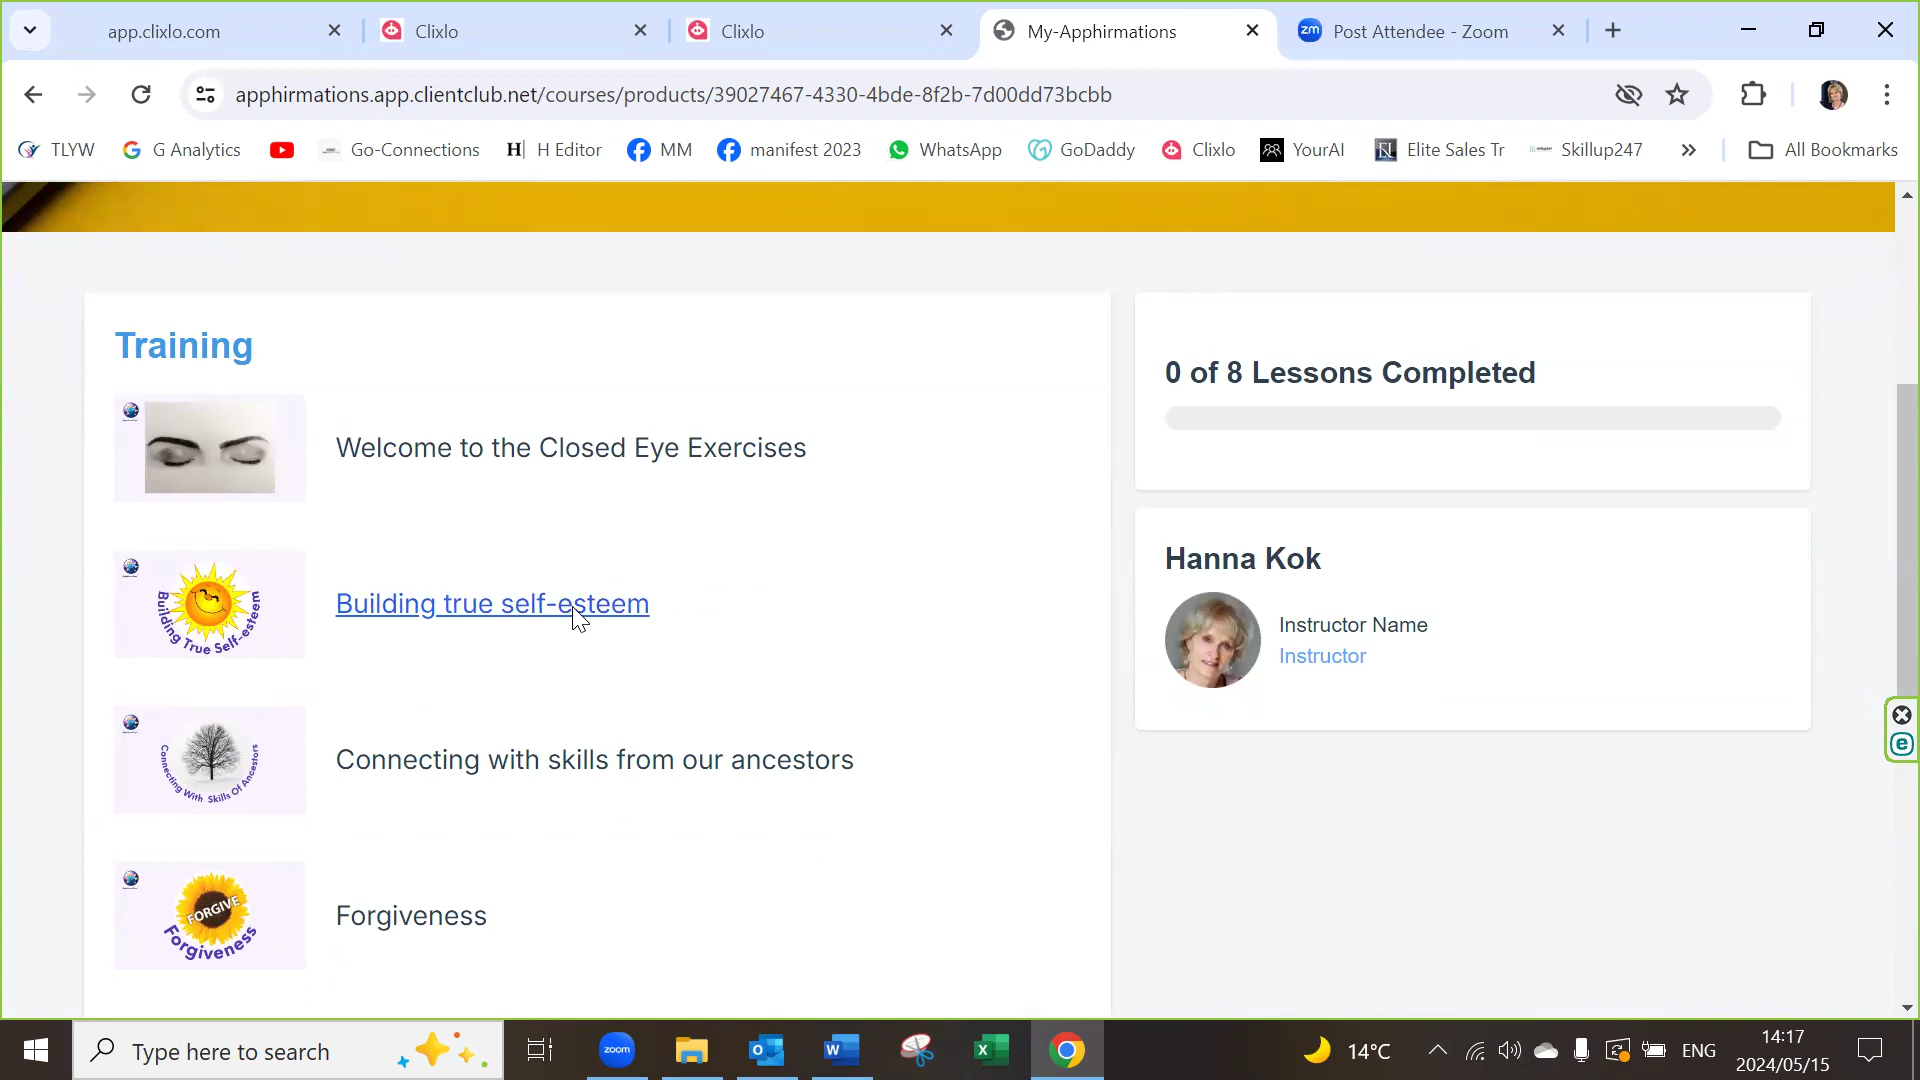 app.clixlo.com
Clixlo
Clixlo
My-Apphirmations
zm
Post Attendee - Zoom
apphirmations.app.clientclub.net/courses/products/39027467-4330-4bde-8f2b-7d00dd73bcbb
TLYW
G Analytics
Go-Connections
H Editor
MM
manifest 2023
WhatsApp
GoDaddy
Clixlo
YourAI
Elite Sales Tr
Skillup247
All Bookmarks
Training
Welcome to the Closed Eye Exercises
Building True Self-esteem
Building true self-esteem
Connecting With Skills Of Ancestors
Connecting with skills from our ancestors
FORGIVE
Forgiveness
Forgiveness
0 of 8 Lessons Completed
Hanna Kok
Instructor Name
Instructor
Type here to search
zoom
14°C
ENG
14:17
2024/05/15